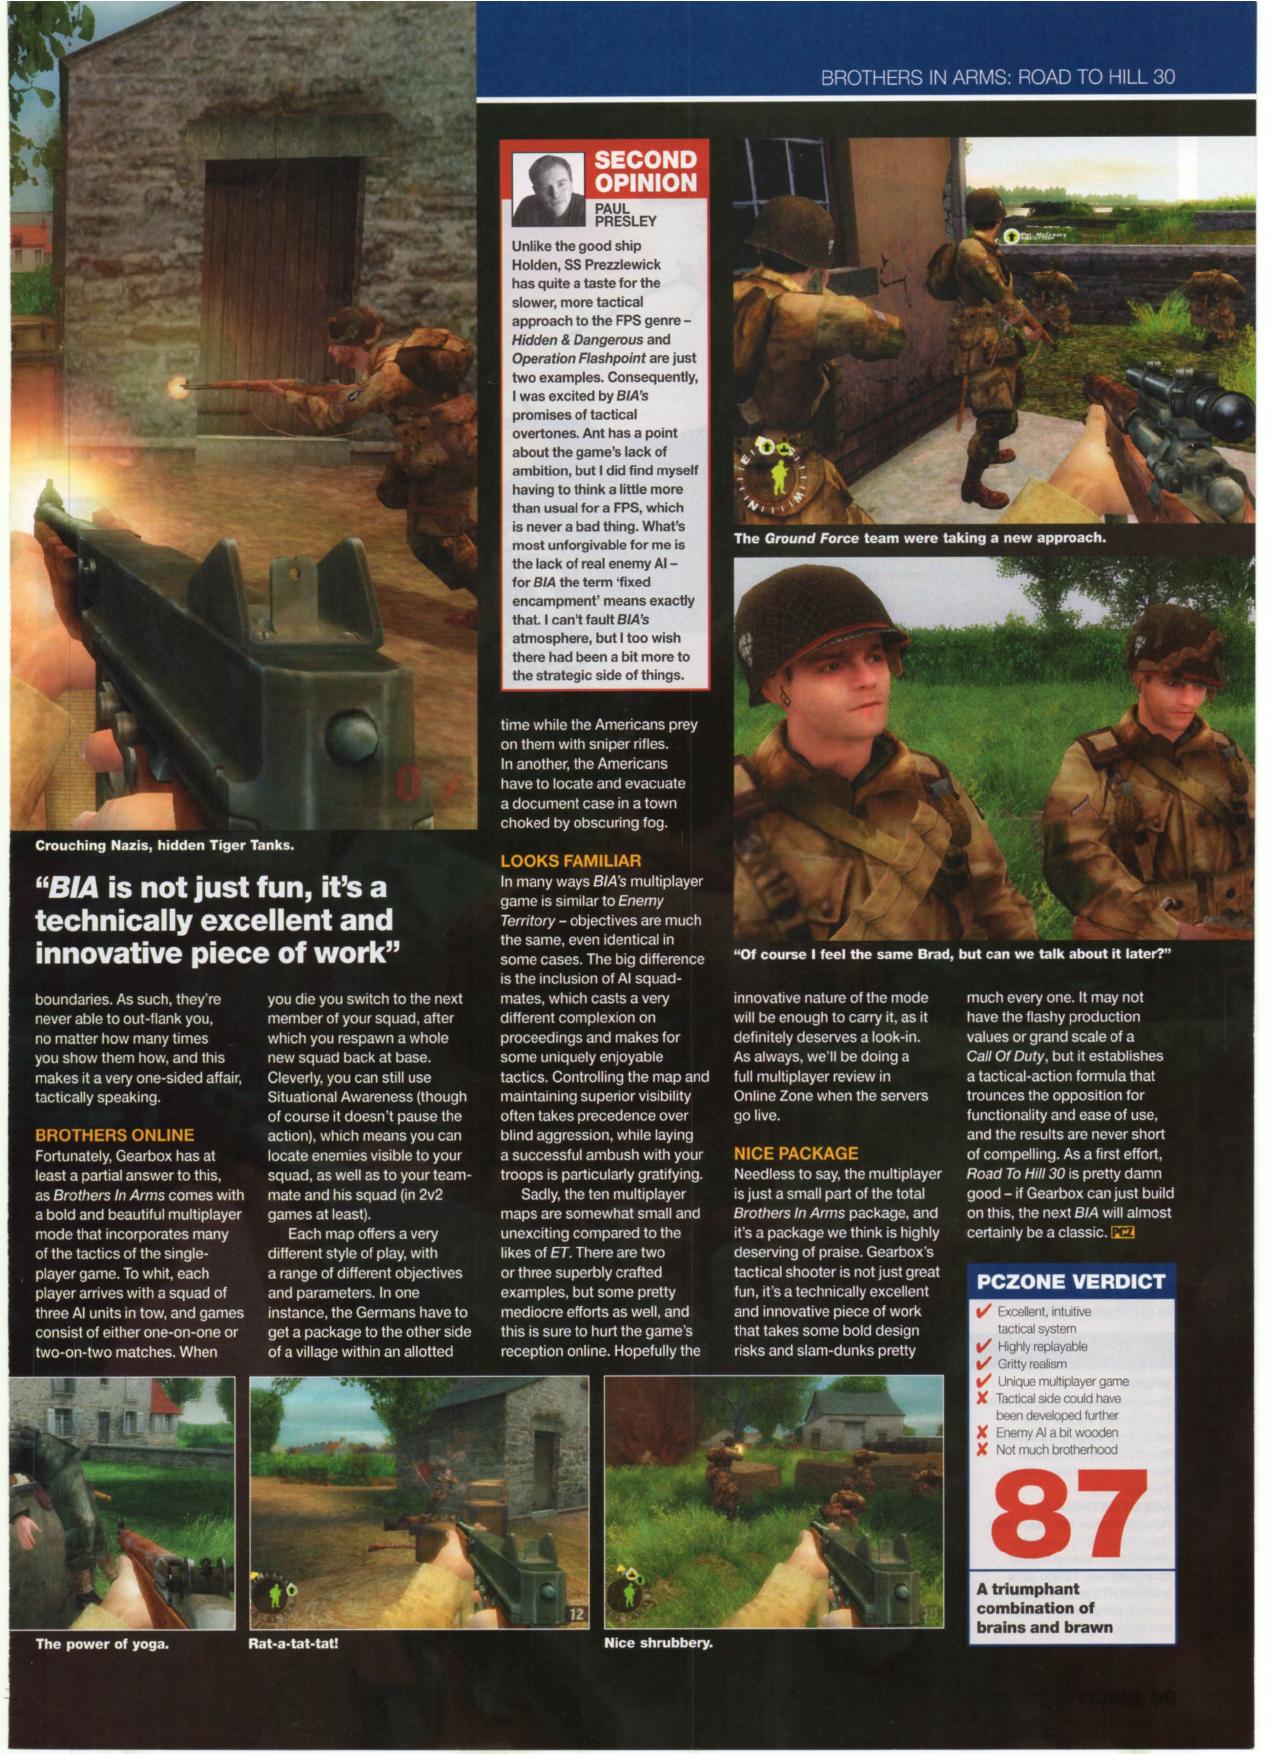 BROTHERS IN ARMS: ROAD TO HILL 30
SECOND
OPINION
PAUL
PRESLEY
Unlike the good ship
Holden, SS Prezzlewick
has quite a taste for the
slower, more tactical
approach to the FPS genre –
Hidden & Dangerous and
Operation Flashpoint are just
two examples. Consequently,
I was excited by BIA's
promises of tactical
overtones. Ant has a point
about the game's lack of
ambition, but I did find myself
having to think a little more
than usual for a FPS, which
is never a bad thing. What's
most unforgivable for me is
the lack of real enemy AI –
for BIA the term 'fixed
encampment' means exactly
that. I can't fault BIA's
atmosphere, but I too wish
there had been a bit more to
the strategic side of things.
The Ground Force team were taking a new approach.
Crouching Nazis, hidden Tiger Tanks.
"BIA is not just fun, it's a
technically excellent and
innovative piece of work"
"Of course I feel the same Brad, but can we talk about it later?"
boundaries. As such, they're
never able to out-flank you,
no matter how many times
you show them how, and this
makes it a very one-sided affair,
tactically speaking.
BROTHERS ONLINE
Fortunately, Gearbox has at
least a partial answer to this,
as Brothers In Arms comes with
a bold and beautiful multiplayer
mode that incorporates many
of the tactics of the single-
player game. To whit, each
player arrives with a squad of
three AI units in tow, and games
consist of either one-on-one or
two-on-two matches. When
you die you switch to the next
member of your squad, after
which you respawn a whole
new squad back at base.
Cleverly, you can still use
Situational Awareness (though
of course it doesn't pause the
action), which means you can
locate enemies visible to your
squad, as well as to your team-
mate and his squad (in 2v2
games at least).
Each map offers a very
different style of play, with
a range of different objectives
and parameters. In one
instance, the Germans have to
get a package to the other side
of a village within an allotted
time while the Americans prey
on them with sniper rifles.
In another, the Americans
have to locate and evacuate
a document case in a town
choked by obscuring fog.
LOOKS FAMILIAR
In many ways BIA's multiplayer
game is similar to Enemy
Territory – objectives are much
the same, even identical in
some cases. The big difference
is the inclusion of AI squad-
mates, which casts a very
different complexion on
proceedings and makes for
some uniquely enjoyable
tactics. Controlling the map and
maintaining superior visibility
often takes precedence over
blind aggression, while laying
a successful ambush with your
troops is particularly gratifying.
Sadly, the ten multiplayer
maps are somewhat small and
unexciting compared to the
likes of ET. There are two
or three superbly crafted
examples, but some pretty
mediocre efforts as well, and
this is sure to hurt the game's
reception online. Hopefully the
innovative nature of the mode
will be enough to carry it, as it
definitely deserves a look-in.
As always, we'll be doing a
full multiplayer review in
Online Zone when the servers
go live.
NICE PACKAGE
Needless to say, the multiplayer
is just a small part of the total
Brothers In Arms package, and
it's a package we think is highly
deserving of praise. Gearbox's
tactical shooter is not just great
fun, it's a technically excellent
and innovative piece of work
that takes some bold design
risks and slam-dunks pretty
much every one. It may not
have the flashy production
values or grand scale of a
Call Of Duty, but it establishes
a tactical-action formula that
trounces the opposition for
functionality and ease of use,
and the results are never short
of compelling. As a first effort,
Road To Hill 30 is pretty damn
good – if Gearbox can just build
on this, the next BIA will almost
certainly be a classic. PCZ
PCZONE VERDICT
✔ Excellent, intuitive
tactical system
✔ Highly replayable
✔ Gritty realism
✔ Unique multiplayer game
✘ Tactical side could have
been developed further
✘ Enemy AI a bit wooden
✘ Not much brotherhood
87
A triumphant
combination of
brains and brawn
12
The power of yoga.
Rat-a-tat-tat!
Nice shrubbery.